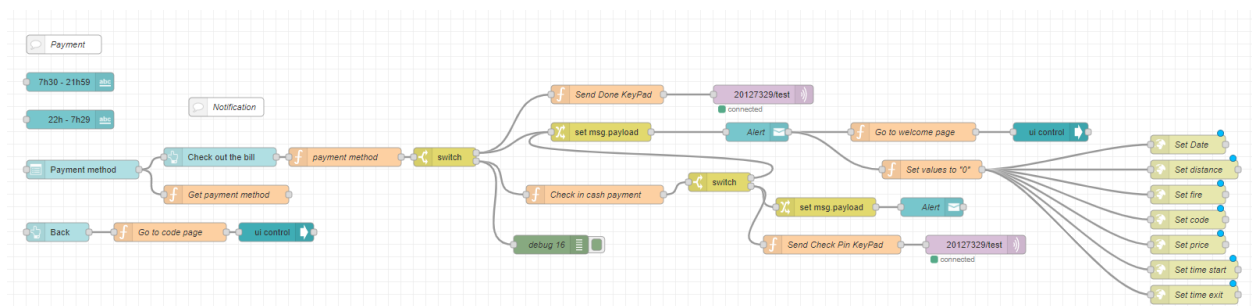 Payment
7h30 - 21h59 abc
22h - 7h29 abc
Notification
Payment method
Check out the bill
payment method
switch
Get payment method
Back
Go to code page
ui control
Send Done KeyPad
20127329/test
connected
set msg.payload
Alert
Go to welcome page
ui control
Check in cash payment
switch
Set values to "0"
set msg.payload
Alert
debug 16
Send Check Pin KeyPad
20127329/test
connected
Set Date
Set distance
Set fire
Set code
Set price
Set time start
Set time exit